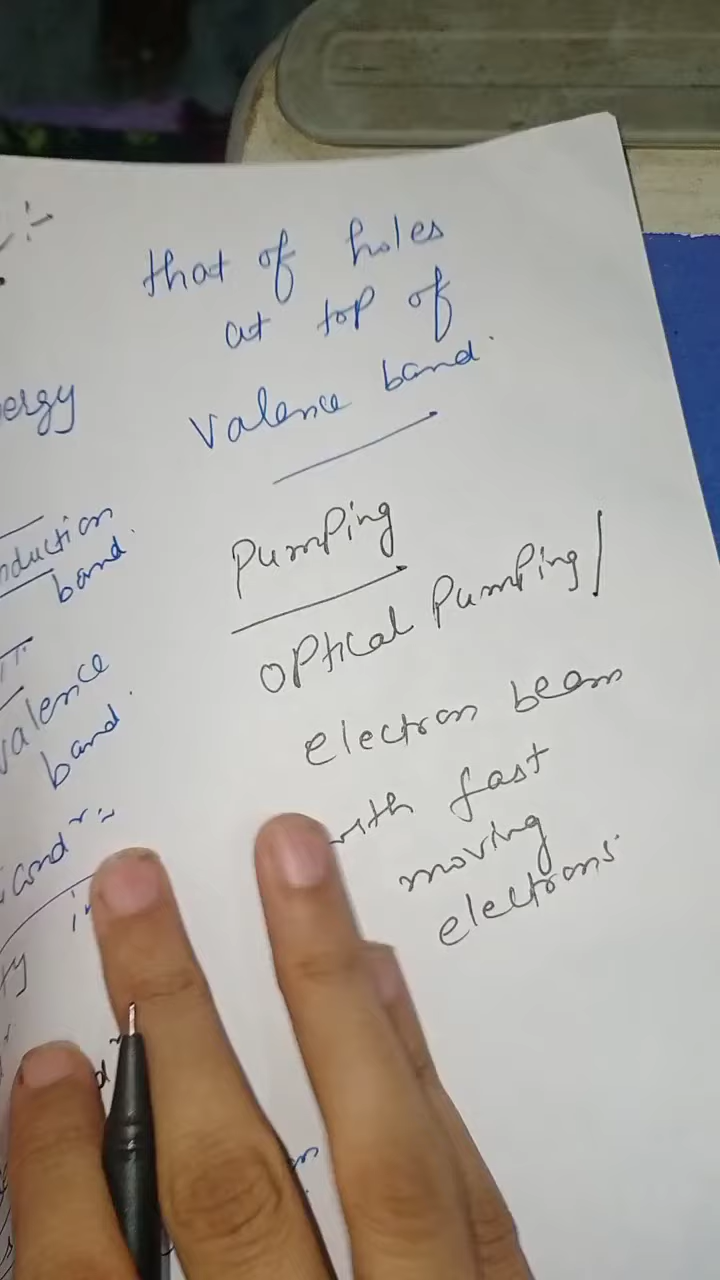 that of holes
at top of
valence band.
ergy
nduction
band.
valence
band.
Pumping
optical Pumping/
electron beam
with fast
moving
electrons.
cond